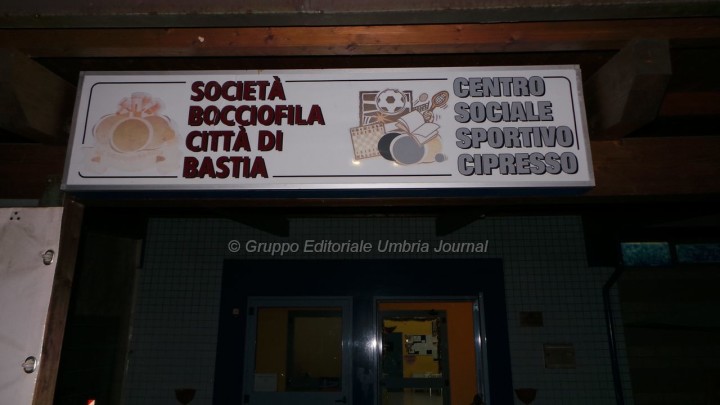 SOCIETÀ
BOCCIOFILA
CITTÀ DI
BASTIA
CENTRO
SOCIALE
SPORTIVO
CIPRESSO
© Gruppo Editoriale Umbria Journal